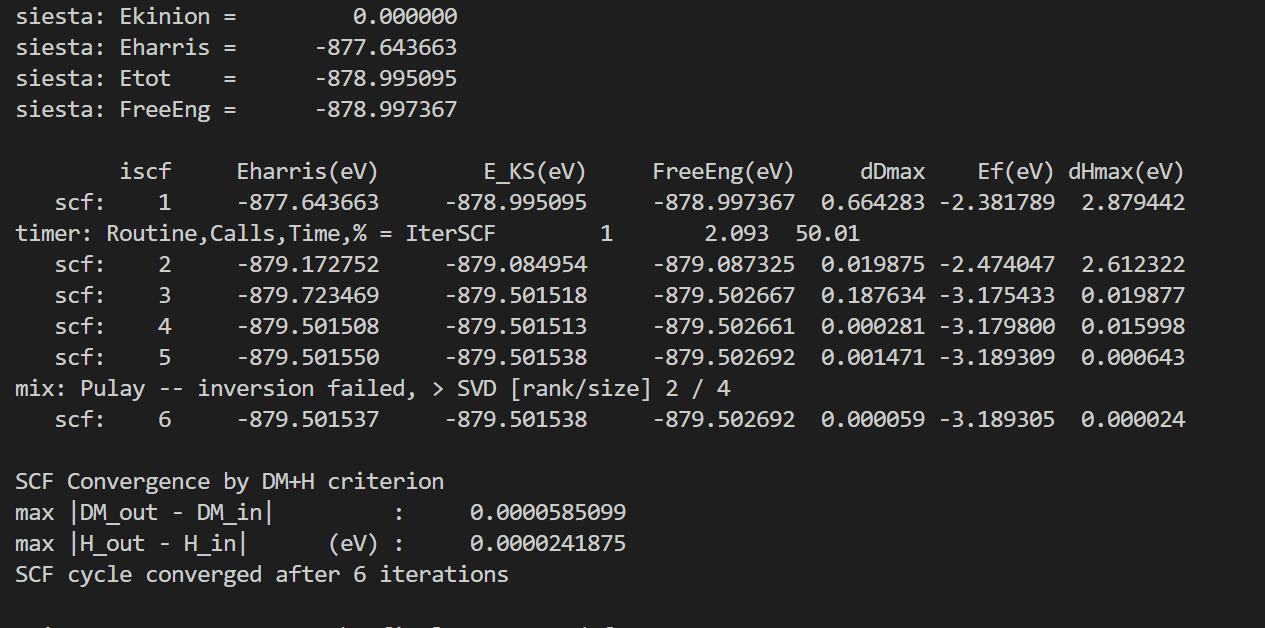 siesta: Ekinion =         0.000000
siesta: Eharris =      -877.643663
siesta: Etot    =      -878.995095
siesta: FreeEng =      -878.997367
        iscf     Eharris(eV)        E_KS(eV)     FreeEng(eV)     dDmax    Ef(eV) dHmax(eV)
   scf:    1     -877.643663     -878.995095     -878.997367  0.664283 -2.381789  2.879442
timer: Routine,Calls,Time,% = IterSCF        1       2.093  50.01
   scf:    2     -879.172752     -879.084954     -879.087325  0.019875 -2.474047  2.612322
   scf:    3     -879.723469     -879.501518     -879.502667  0.187634 -3.175433  0.019877
   scf:    4     -879.501508     -879.501513     -879.502661  0.000281 -3.179800  0.015998
   scf:    5     -879.501550     -879.501538     -879.502692  0.001471 -3.189309  0.000643
mix: Pulay -- inversion failed, > SVD [rank/size] 2 / 4
   scf:    6     -879.501537     -879.501538     -879.502692  0.000059 -3.189305  0.000024
SCF Convergence by DM+H criterion
max |DM_out - DM_in|         :     0.0000585099
max |H_out - H_in|      (eV) :     0.0000241875
SCF cycle converged after 6 iterations